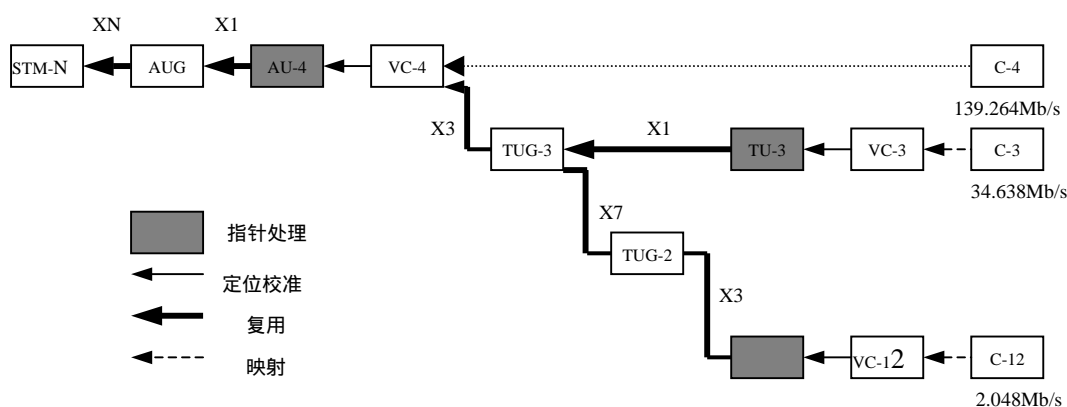 XN X1
STM-N AUG AU-4 VC-4 C-4
139.264Mb/s
X3 X1
TUG-3 TU-3 VC-3 C-3
34.638Mb/s
X7
指针处理
TUG-2
定位校准
X3
复用
VC-12 C-12
映射
2.048Mb/s